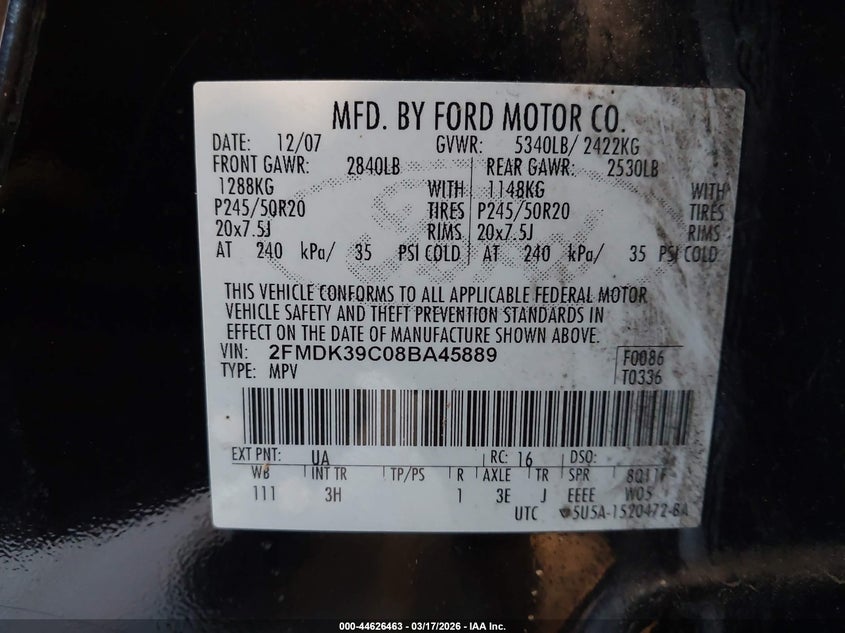 MFD. BY FORD MOTOR CO.
DATE: 12/07 GVWR: 5340LB/ 2422KG
FRONT GAWR: 2840LB REAR GAWR: 2530LB
1288KG WITH 1148KG WITH
P245/50R20 TIRES P245/50R20 TIRES
20x7.5J RIMS 20x7.5J RIMS
AT 240 kPa/ 35 PSI COLD AT 240 kPa/ 35 PSI COLD
THIS VEHICLE CONFORMS TO ALL APPLICABLE FEDERAL MOTOR
VEHICLE SAFETY AND THEFT PREVENTION STANDARDS IN
EFFECT ON THE DATE OF MANUFACTURE SHOWN ABOVE.
VIN: 2FMDK39C08BA45889 F0086
TYPE: MPV T0336
EXT PNT: UA RC: 16 DSO:
WB INT TR TP/PS R AXLE TR SPR
111 3H 1 3E J EEEE W05
UTC 5U5A-1520472-BA
000-44626463 - 03/17/2026 - IAA Inc.